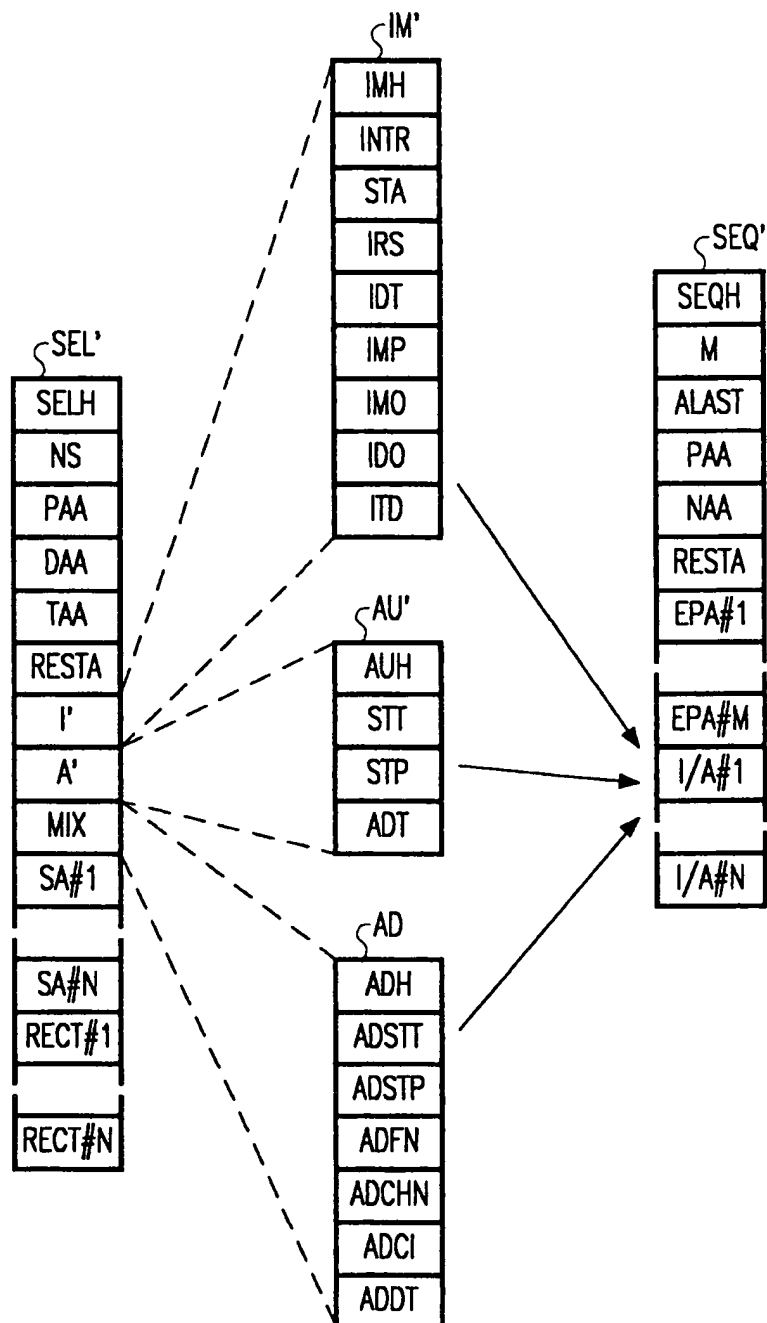 SEL'
SELH
NS
PAA
DAA
TAA
RESTA
I'
A'
MIX
SA#1
SA#N
RECT#1
RECT#N
IM'
IMH
INTR
STA
IRS
IDT
IMP
IMO
IDO
ITD
AU'
AUH
STT
STP
ADT
AD
ADH
ADSTT
ADSTP
ADFN
ADCHN
ADCI
ADDT
SEQ'
SEQH
M
ALAST
PAA
NAA
RESTA
EPA#1
EPA#M
I/A#1
I/A#N